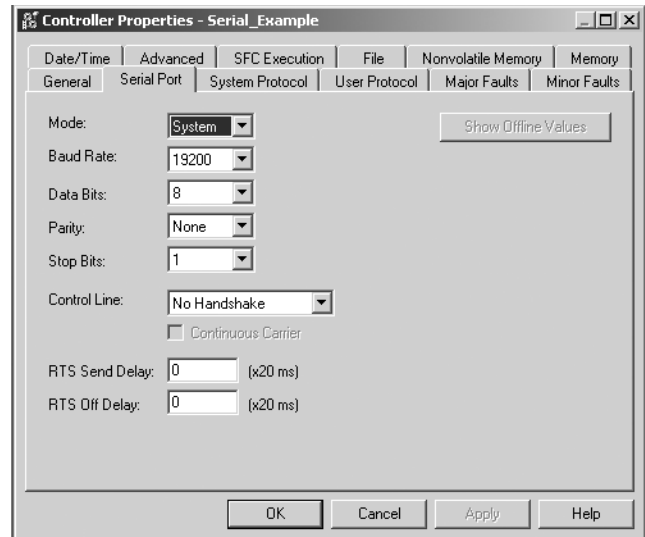 Controller Properties - Serial_Example
Date/Time Advanced SFC Execution File Nonvolatile Memory Memory
General Serial Port System Protocol User Protocol Major Faults Minor Faults
Mode: System Show Offline Values
Baud Rate: 19200
Data Bits: 8
Parity: None
Stop Bits: 1
Control Line: No Handshake
Continuous Carrier
RTS Send Delay: 0 (x20 ms)
RTS Off Delay: 0 (x20 ms)
OK Cancel Apply Help